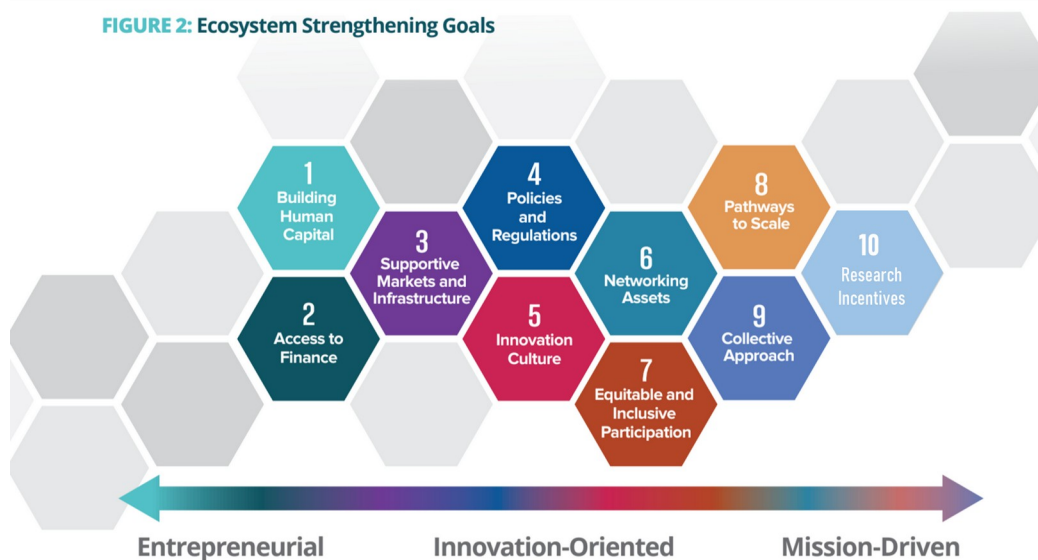 FIGURE 2: Ecosystem Strengthening Goals
1
Building
Human
Capital
2
Access to
Finance
3
Supportive
Markets and
Infrastructure
4
Policies
and
Regulations
5
Innovation
Culture
6
Networking
Assets
7
Equitable and
Inclusive
Participation
8
Pathways
to Scale
9
Collective
Approach
10
Research
Incentives
Entrepreneurial
Innovation-Oriented
Mission-Driven